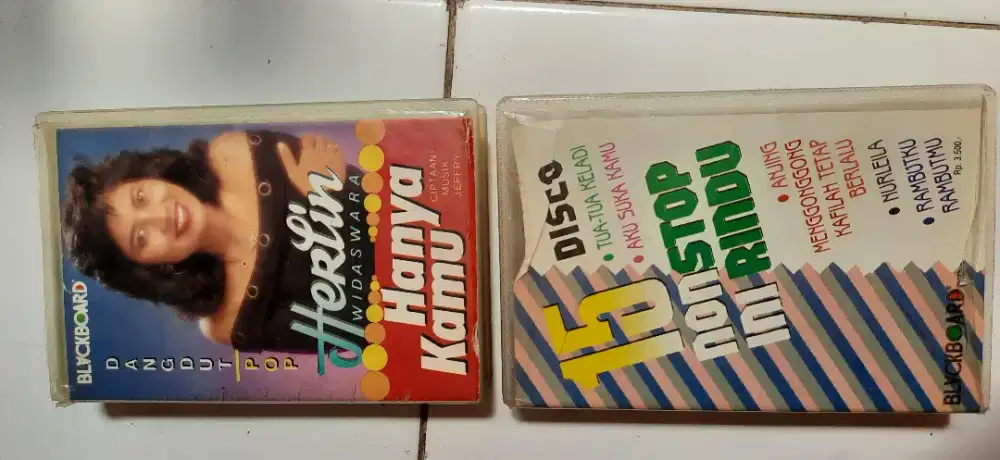 BLACKBOARD
DANGDUT POP
Herlin
WIDASWARA
Hanya
Kamu
CIPTAAN/
MUSIK
JEFFRY
15
DISCO
NON STOP
INI RINDU
• TUA-TUA KELADI
• AKU SUKA KAMU
• ANJING
MENGGONGGONG
KAFILAH TETAP
BERLALU
• NURLEILA
• RAMBUTKU
RAMBUTMU
Rp. 3.500,-
BLACKBOARD